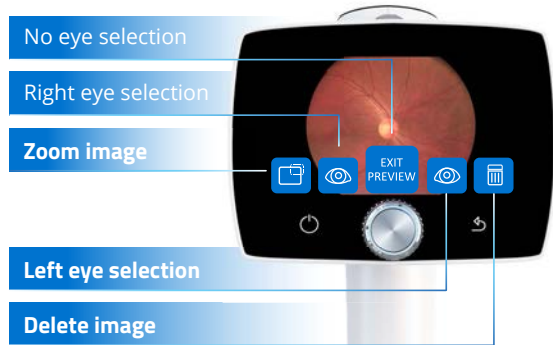 No eye selection
Right eye selection
Zoom image
EXIT
PREVIEW
Left eye selection
Delete image